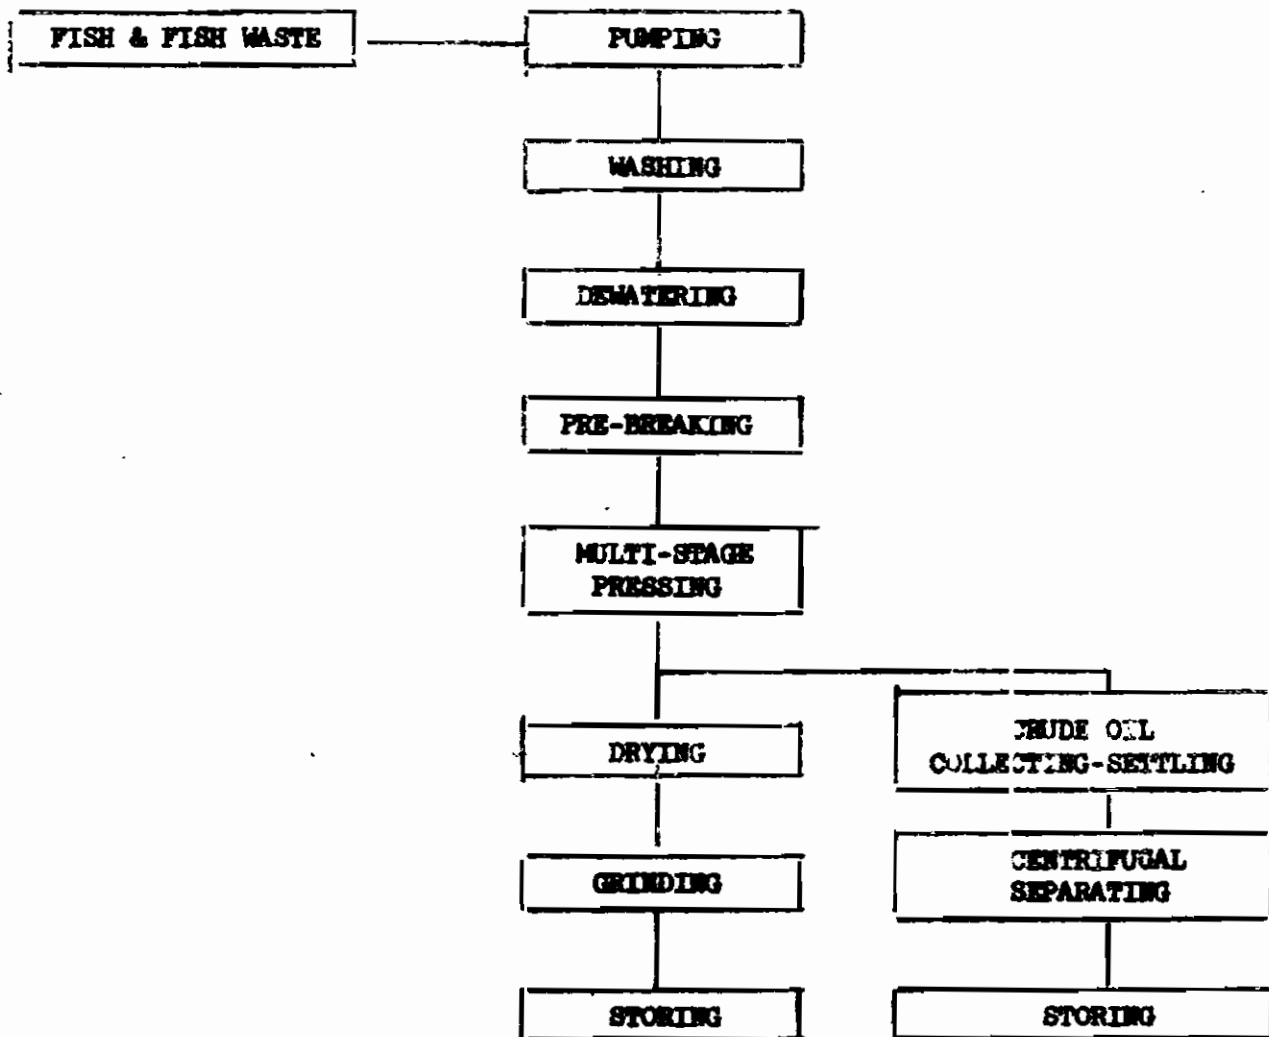 FISH & FISH WASTE
PUMPING
WASHING
DEWATERING
PRE-BREAKING
MULTI-STAGE
PRESSING
DRYING
CRUDE OIL
COLLECTING-SETTLING
GRINDING
CENTRIFUGAL
SEPARATING
STORING
STORING